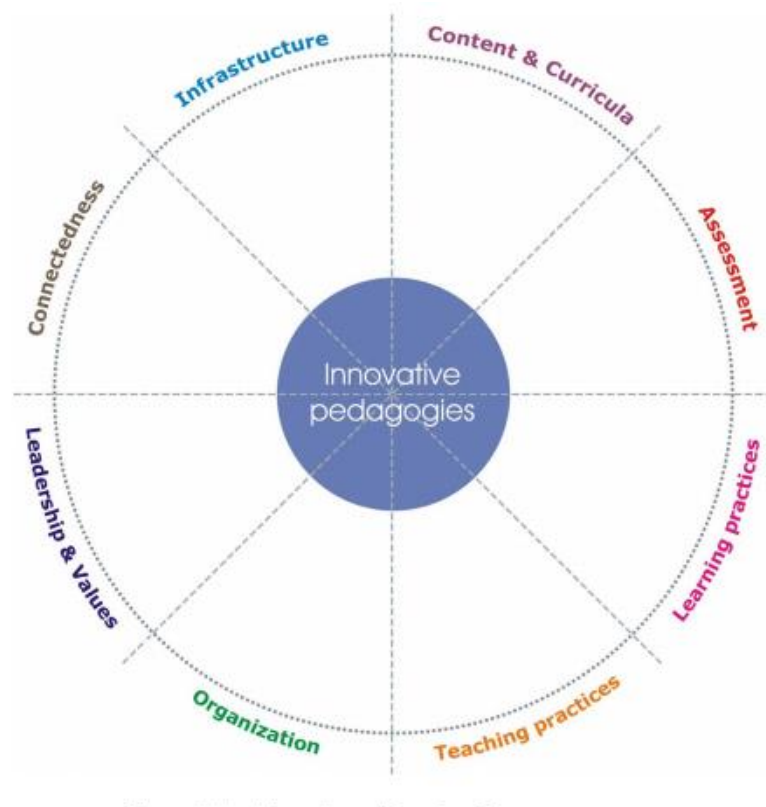 Infrastructure
Content & Curricula
Connectedness
Assessment
Innovative
pedagogies
Leadership & Values
Learning practices
Organization
Teaching practices